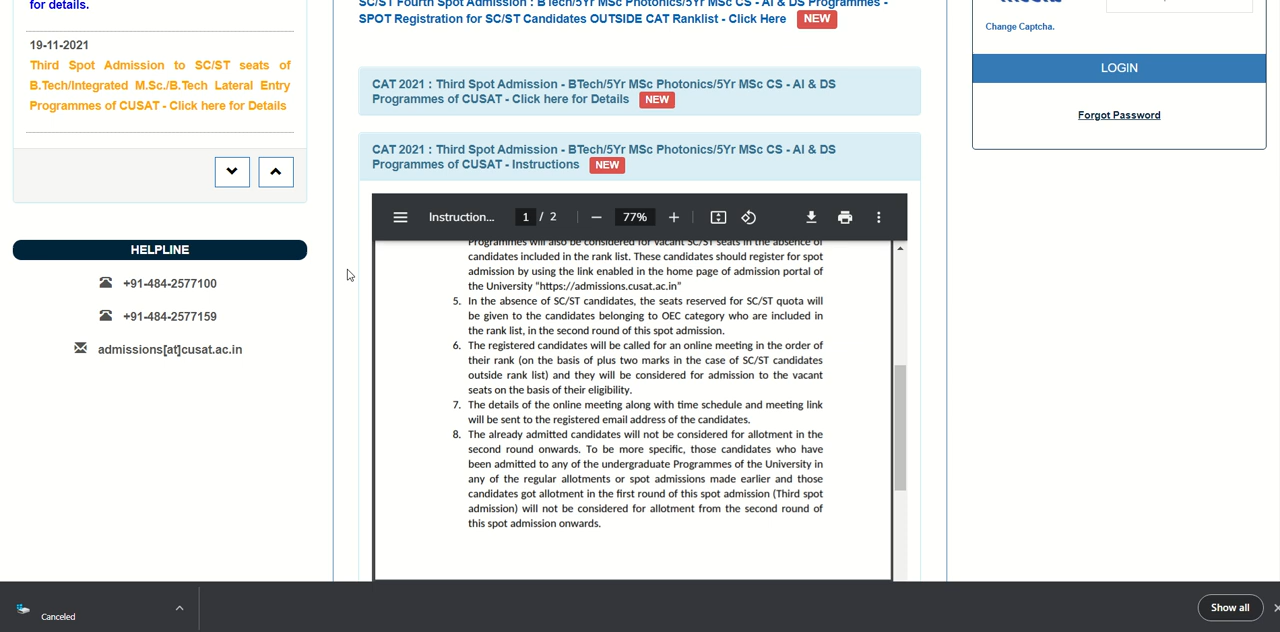 for details.
19-11-2021
Third Spot Admission to SC/ST seats of
B.Tech/Integrated M.Sc./B.Tech Lateral Entry
Programmes of CUSAT - Click here for Details
HELPLINE
+91-484-2577100
+91-484-2577159
admissions[at]cusat.ac.in
SC/ST Fourth Spot Admission : BTech/5Yr MSc Photonics/5Yr MSc CS - AI & DS Programmes -
SPOT Registration for SC/ST Candidates OUTSIDE CAT Ranklist - Click Here NEW
CAT 2021 : Third Spot Admission - BTech/5Yr MSc Photonics/5Yr MSc CS - AI & DS
Programmes of CUSAT - Click here for Details NEW
CAT 2021 : Third Spot Admission - BTech/5Yr MSc Photonics/5Yr MSc CS - AI & DS
Programmes of CUSAT - Instructions NEW
Instruction... 1 / 2 77%
Programmes will also be considered for vacant SC/ST seats in the absence of
candidates included in the rank list. These candidates should register for spot
admission by using the link enabled in the home page of admission portal of
the University “https://admissions.cusat.ac.in”
5. In the absence of SC/ST candidates, the seats reserved for SC/ST quota will
be given to the candidates belonging to OEC category who are included in
the rank list, in the second round of this spot admission.
6. The registered candidates will be called for an online meeting in the order of
their rank (on the basis of plus two marks in the case of SC/ST candidates
outside rank list) and they will be considered for admission to the vacant
seats on the basis of their eligibility.
7. The details of the online meeting along with time schedule and meeting link
will be sent to the registered email address of the candidates.
8. The already admitted candidates will not be considered for allotment in the
second round onwards. To be more specific, those candidates who have
been admitted to any of the undergraduate Programmes of the University in
any of the regular allotments or spot admissions made earlier and those
candidates got allotment in the first round of this spot admission (Third spot
admission) will not be considered for allotment from the second round of
this spot admission onwards.
Change Captcha.
LOGIN
Forgot Password
Canceled
Show all